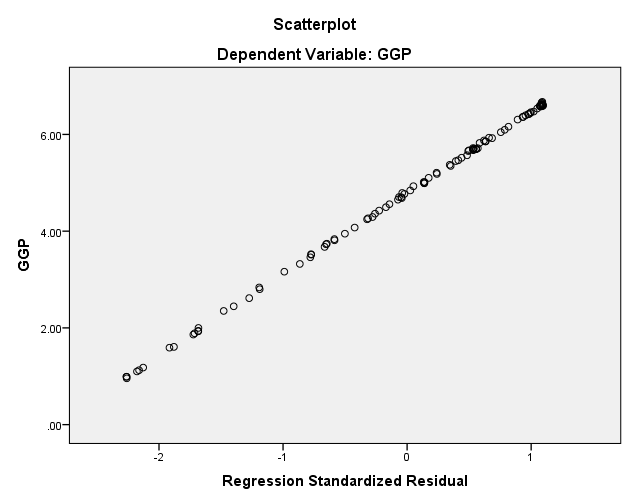 Scatterplot
Dependent Variable: GGP
GGP
6.00
4.00
2.00
.00
-2 -1 0 1
Regression Standardized Residual